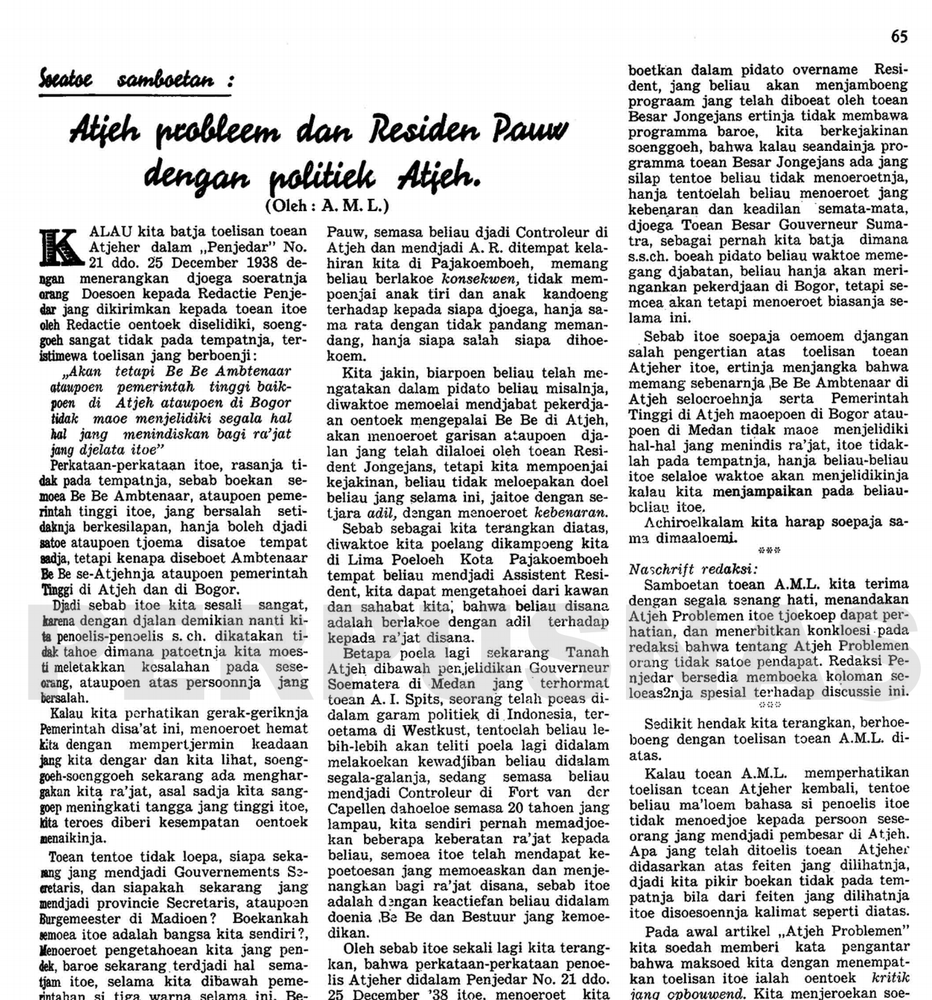 65
Soeatoe samboetan :
Atjeh probleem dan Residen Pauw
dengan politiek Atjeh.
(Oleh : A. M. L.)
KALAU kita batja toelisan toean
Atjeher dalam „Penjedar" No.
21 ddo. 25 December 1938 de-
ngan menerangkan djoega soeratnja
orang Doesoen kepada Redactie Penje-
dar jang dikirimkan kepada toean itoe
oleh Redactie oentoek diselidiki, soeng-
goeh sangat tidak pada tempatnja, ter-
istimewa toelisan jang berboenji:
„Akan tetapi Be Be Ambtenaar
ataupoen pemerintah tinggi baik-
poen di Atjeh ataupoen di Bogor
tidak maoe menjelidiki segala hal
hal jang menindiskan bagi ra'jat
jang djelata itoe"
Perkataan-perkataan itoe, rasanja ti-
dak pada tempatnja, sebab boekan se-
moea Be Be Ambtenaar, ataupoen peme-
rintah tinggi itoe, jang bersalah seti-
daknja berkesilapan, hanja boleh djadi
satoe ataupoen tjoema disatoe tempat
sadja, tetapi kenapa diseboet Ambtenaar
Be Be se-Atjehnja ataupoen pemerintah
Tinggi di Atjeh dan di Bogor.
Djadi sebab itoe kita sesali sangat,
karena dengan djalan demikian nanti ki-
ta penoelis-penoelis s. ch. dikatakan ti-
dak tahoe dimana patoetnja kita moes-
ti meletakkan kesalahan pada sese-
orang, ataupoen atas persoonnja jang
bersalah.
Kalau kita perhatikan gerak-geriknja
Pemerintah disa'at ini, menoeroet hemat
kita dengan mempertjermin keadaan
jang kita dengar dan kita lihat, soeng-
goeh-soenggoeh sekarang ada menghar-
gakan kita ra'jat, asal sadja kita sang-
goep meningkati tangga jang tinggi itoe,
kita teroes diberi kesempatan oentoek
menaikinja.
Toean tentoe tidak loepa, siapa seka-
rang jang mendjadi Gouvernements Se-
cretaris, dan siapakah sekarang jang
mendjadi provincie Secretaris, ataupoen
Burgemeester di Madioen? Boekankah
semoea itoe adalah bangsa kita sendiri?,
Menoeroet pengetahoean kita jang pen-
dek, baroe sekarang terdjadi hal sema-
tjam itoe, selama kita dibawah peme-
rintahan si tiga warna selama ini. Be-
Pauw, semasa beliau djadi Controleur di
Atjeh dan mendjadi A. R. ditempat kela-
hiran kita di Pajakoemboeh, memang
beliau berlakoe konsekwen, tidak mem-
poenjai anak tiri dan anak kandoeng
terhadap kepada siapa djoega, hanja sa-
ma rata dengan tidak pandang meman-
dang, hanja siapa salah siapa dihoe-
koem.
Kita jakin, biarpoen beliau telah me-
ngatakan dalam pidato beliau misalnja,
diwaktoe memoelai mendjabat pekerdja-
an oentoek mengepalai Be Be di Atjeh,
akan menoeroet garisan ataupoen dja-
lan jang telah dilaloei oleh toean Resi-
dent Jongejans, tetapi kita mempoenjai
kejakinan, beliau tidak meloepakan doel
beliau jang selama ini, jaitoe dengan se-
tjara adil, dengan menoeroet kebenaran.
Sebab sebagai kita terangkan diatas,
diwaktoe kita poelang dikampoeng kita
di Lima Poeloeh Kota Pajakoemboeh
tempat beliau mendjadi Assistent Resi-
dent, kita dapat mengetahoei dari kawan
dan sahabat kita, bahwa beliau disana
adalah berlakoe dengan adil terhadap
kepada ra'jat disana.
Betapa poela lagi sekarang Tanah
Atjeh dibawah penjelidikan Gouverneur
Soematera di Medan jang terhormat
toean A. I. Spits, seorang telah poeas di-
dalam garam politiek di Indonesia, ter-
oetama di Westkust, tentoelah beliau le-
bih-lebih akan teliti poela lagi didalam
melakoekan kewadjiban beliau didalam
segala-galanja, sedang semasa beliau
mendjadi Controleur di Fort van der
Capellen dahoeloe semasa 20 tahoen jang
lampau, kita sendiri pernah memadjoe-
kan beberapa keberatan ra'jat kepada
beliau, semoea itoe telah mendapat ke-
poetoesan jang memoeaskan dan menje-
nangkan bagi ra'jat disana, sebab itoe
adalah dengan keactiefan beliau didalam
doenia Be Be dan Bestuur jang kemoe-
dikan.
Oleh sebab itoe sekali lagi kita terang-
kan, bahwa perkataan-perkataan penoe-
lis Atjeher didalam Penjedar No. 21 ddo.
25 December '38 itoe, menoeroet kita
boetkan dalam pidato overname Resi-
dent, jang beliau akan menjamboeng
prograam jang telah diboeat oleh toean
Besar Jongejans ertinja tidak membawa
programma baroe, kita berkejakinan
soenggoeh, bahwa kalau seandainja pro-
gramma toean Besar Jongejans ada jang
silap tentoe beliau tidak menoeroetnja,
hanja tentoelah beliau menoeroet jang
kebenaran dan keadilan semata-mata,
djoega Toean Besar Gouverneur Suma-
tra, sebagai pernah kita batja dimana
s.s.ch. boeah pidato beliau waktoe meme-
gang djabatan, beliau hanja akan meri-
ngankan pekerdjaan di Bogor, tetapi se-
moea akan tetapi menoeroet biasanja se-
lama ini.
Sebab itoe soepaja oemoem djangan
salah pengertian atas toelisan toean
Atjeher itoe, ertinja menjangka bahwa
memang sebenarnja Be Be Ambtenaar di
Atjeh seloeroehnja serta Pemerintah
Tinggi di Atjeh maoepoen di Bogor atau-
poen di Medan tidak maoe menjelidiki
hal-hal jang menindis ra'jat, itoe tidak-
lah pada tempatnja, hanja beliau-beliau
itoe selaloe waktoe akan menjelidikinja
kalau kita menjampaikan pada beliau-
beliau itoe.
Achiroelkalam kita harap soepaja sa-
ma dimaaloemi.
***
Naschrift redaksi:
Samboetan toean A.M.L. kita terima
dengan segala senang hati, menandakan
Atjeh Problemen itoe tjoekoep dapat per-
hatian, dan menerbitkan konkloesi pada
redaksi bahwa tentang Atjeh Problemen
orang tidak satoe pendapat. Redaksi Pe-
njedar bersedia memboeka koloman se-
loeas2nja spesial terhadap discussie ini.
***
Sedikit hendak kita terangkan, berhoe-
boeng dengan toelisan toean A.M.L. di-
atas.
Kalau toean A.M.L. memperhatikan
toelisan toean Atjeher kembali, tentoe
beliau ma'loem bahasa si penoelis itoe
tidak menoedjoe kepada persoon sese-
orang jang mendjadi pembesar di Atjeh.
Apa jang telah ditoelis toean Atjeher
didasarkan atas feiten jang dilihatnja,
djadi kita pikir boekan tidak pada tem-
patnja bila dari feiten jang dilihatnja
itoe disoesoennja kalimat seperti diatas.
Pada awal artikel „Atjeh Problemen"
kita soedah memberi kata pengantar
bahwa maksoed kita dengan menempat-
kan toelisan itoe ialah oentoek kritik
jang opbouwend. Kita menjeroekan soe-
PERPUSNAS